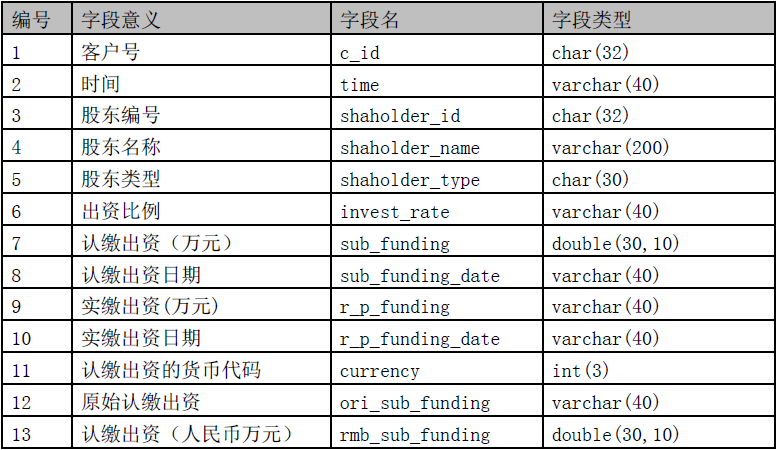 编号 字段意义 字段名 字段类型
1 客户号 c_id char(32)
2 时间 time varchar(40)
3 股东编号 shaholder_id char(32)
4 股东名称 shaholder_name varchar(200)
5 股东类型 shaholder_type char(30)
6 出资比例 invest_rate varchar(40)
7 认缴出资（万元） sub_funding double(30,10)
8 认缴出资日期 sub_funding_date varchar(40)
9 实缴出资(万元) r_p_funding varchar(40)
10 实缴出资日期 r_p_funding_date varchar(40)
11 认缴出资的货币代码 currency int(3)
12 原始认缴出资 ori_sub_funding varchar(40)
13 认缴出资（人民币万元） rmb_sub_funding double(30,10)